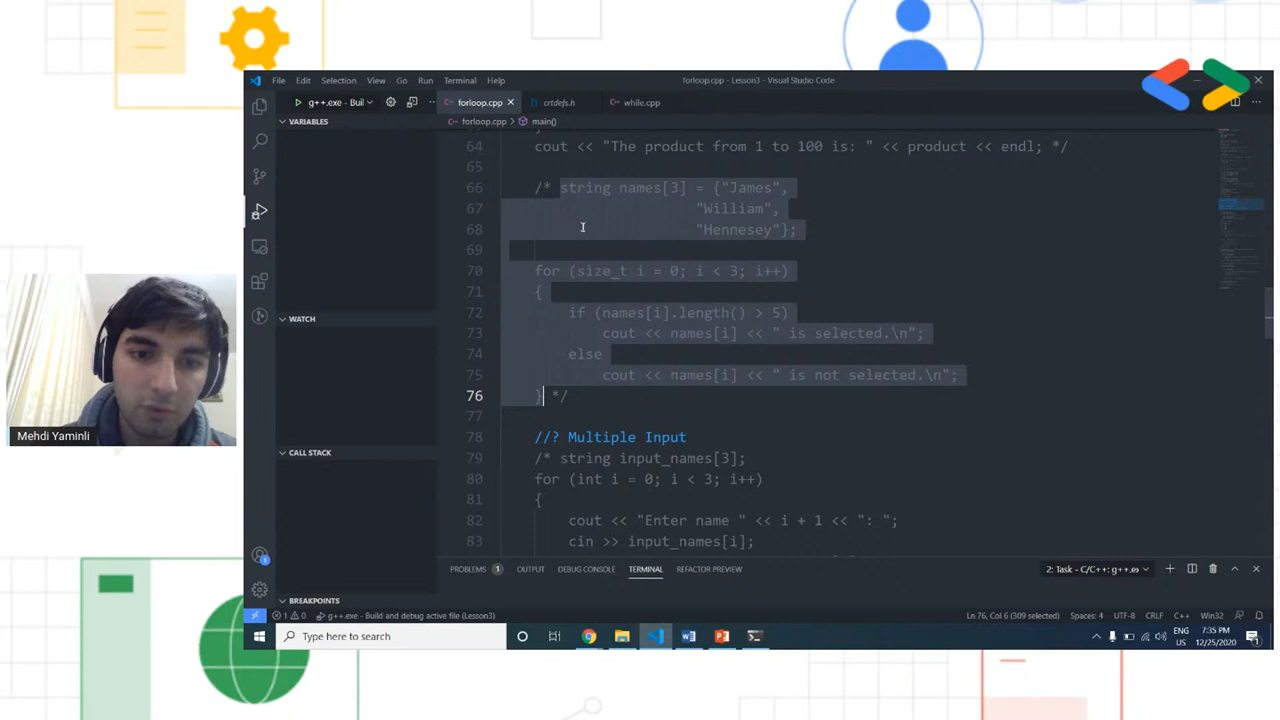 File Edit Selection View Go Run Terminal Help
forloop.cpp - Lesson3 - Visual Studio Code
g++.exe - Buil
forloop.cpp crtdefs.h while.cpp
VARIABLES
forloop.cpp > main()
64 cout << "The product from 1 to 100 is: " << product << endl; */
65
66 /* string names[3] = {"James",
67 "William",
68 "Hennesey"};
69
70 for (size_t i = 0; i < 3; i++)
71 {
72 if (names[i].length() > 5)
73 cout << names[i] << " is selected.\n";
74 else
75 cout << names[i] << " is not selected.\n";
76 } */
77
78 //? Multiple Input
79 /* string input_names[3];
80 for (int i = 0; i < 3; i++)
81 {
82 cout << "Enter name " << i + 1 << ": ";
83 cin >> input_names[i];
WATCH
CALL STACK
BREAKPOINTS
Mehdi Yaminli
PROBLEMS 1 OUTPUT DEBUG CONSOLE TERMINAL REFACTOR PREVIEW
2: Task - C/C++: g++.e
1 0 g++.exe - Build and debug active file (Lesson3)
Ln 76, Col 6 (309 selected) Spaces: 4 UTF-8 CRLF C++ Win32
Type here to search
ENG
US
7:35 PM
12/25/2020